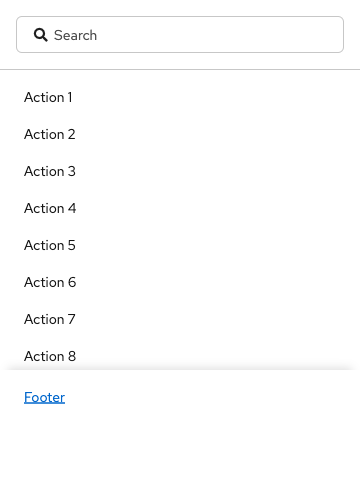 Search
Action 1
Action 2
Action 3
Action 4
Action 5
Action 6
Action 7
Action 8
Footer